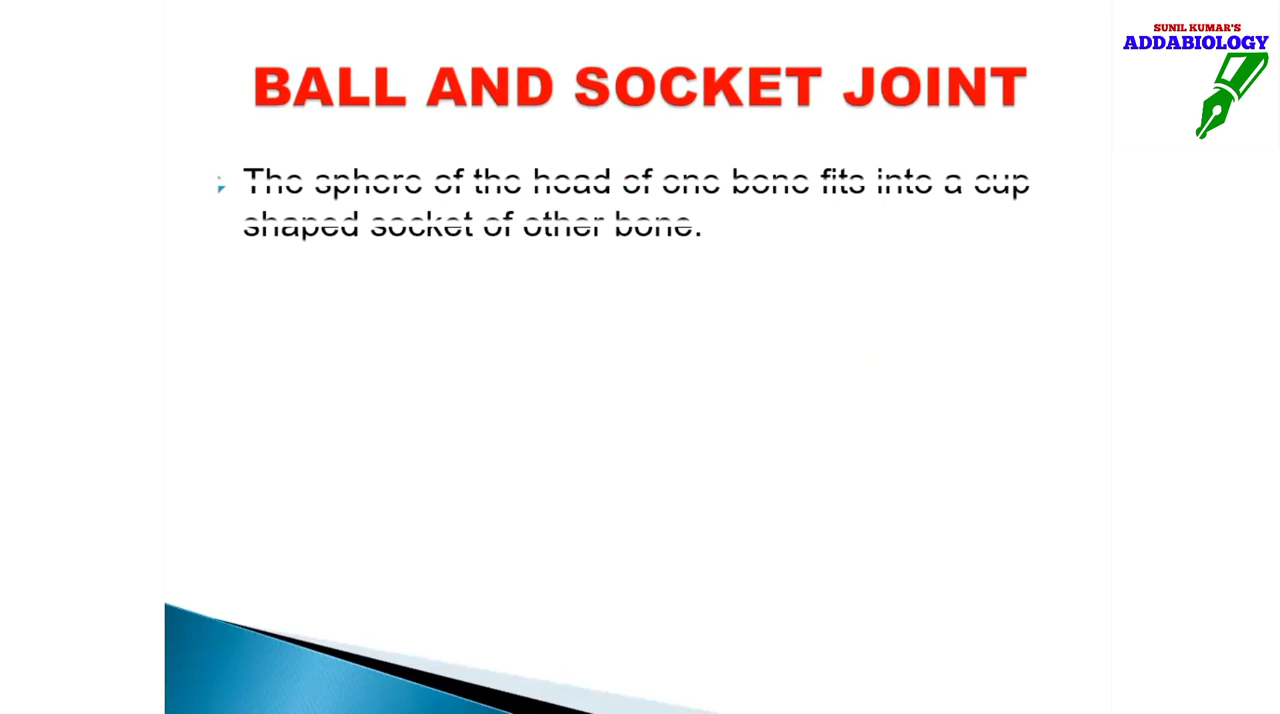 SUNIL KUMAR'S
ADDABIOLOGY
BALL AND SOCKET JOINT
The sphere of the head of one bone fits into a cup
shaped socket of other bone.